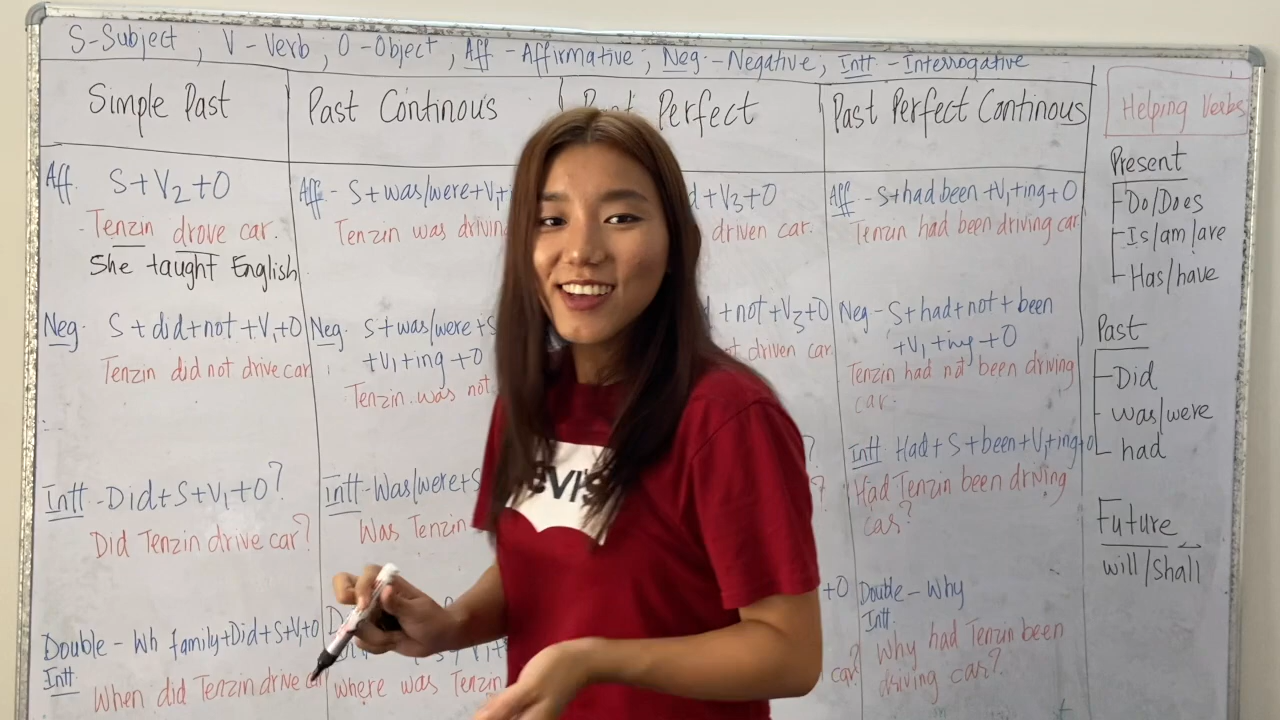 S-Subject ; V-Verb ; O-Object , Aff -Affirmative ; Neg.-Negative, Intt -Interrogative
Simple Past
Aff. S+V2+O
- Tenzin drove car.
She taught English
Neg. S+did+not+V1+O
Tenzin did not drive car
Intt -Did+S+V1+O?
Did Tenzin drive car?
Double - Wh family+Did+S+V1+O
Intt
When did Tenzin drive
Past Continous
Aff - S+was/were+V1+
Tenzin was driving
Neg. S+was/were+S
+V1+ing+O
Tenzin was not
Intt-Was/were+S
Was Tenzin
where was Tenzin
Perfect
+V3+O
driven car.
+not+V3+O
driven car
?
?
+O
car?
Past Perfect Continous
Aff - S+had been+V1+ing+O
Tenzin had been driving car
Neg - S+had+not+been
+V1+ing+O
Tenzin had not been driving
car.
Intt Had+S+been+V1+ing+O
Had Tenzin been driving
car?
Double - Why
Intt.
Why had Tenzin been
driving car?
Helping Verbs
Present
Do/Does
Is/am/are
Has/have
Past
Did
was/were
had
Future
will/shall
LEVI'S